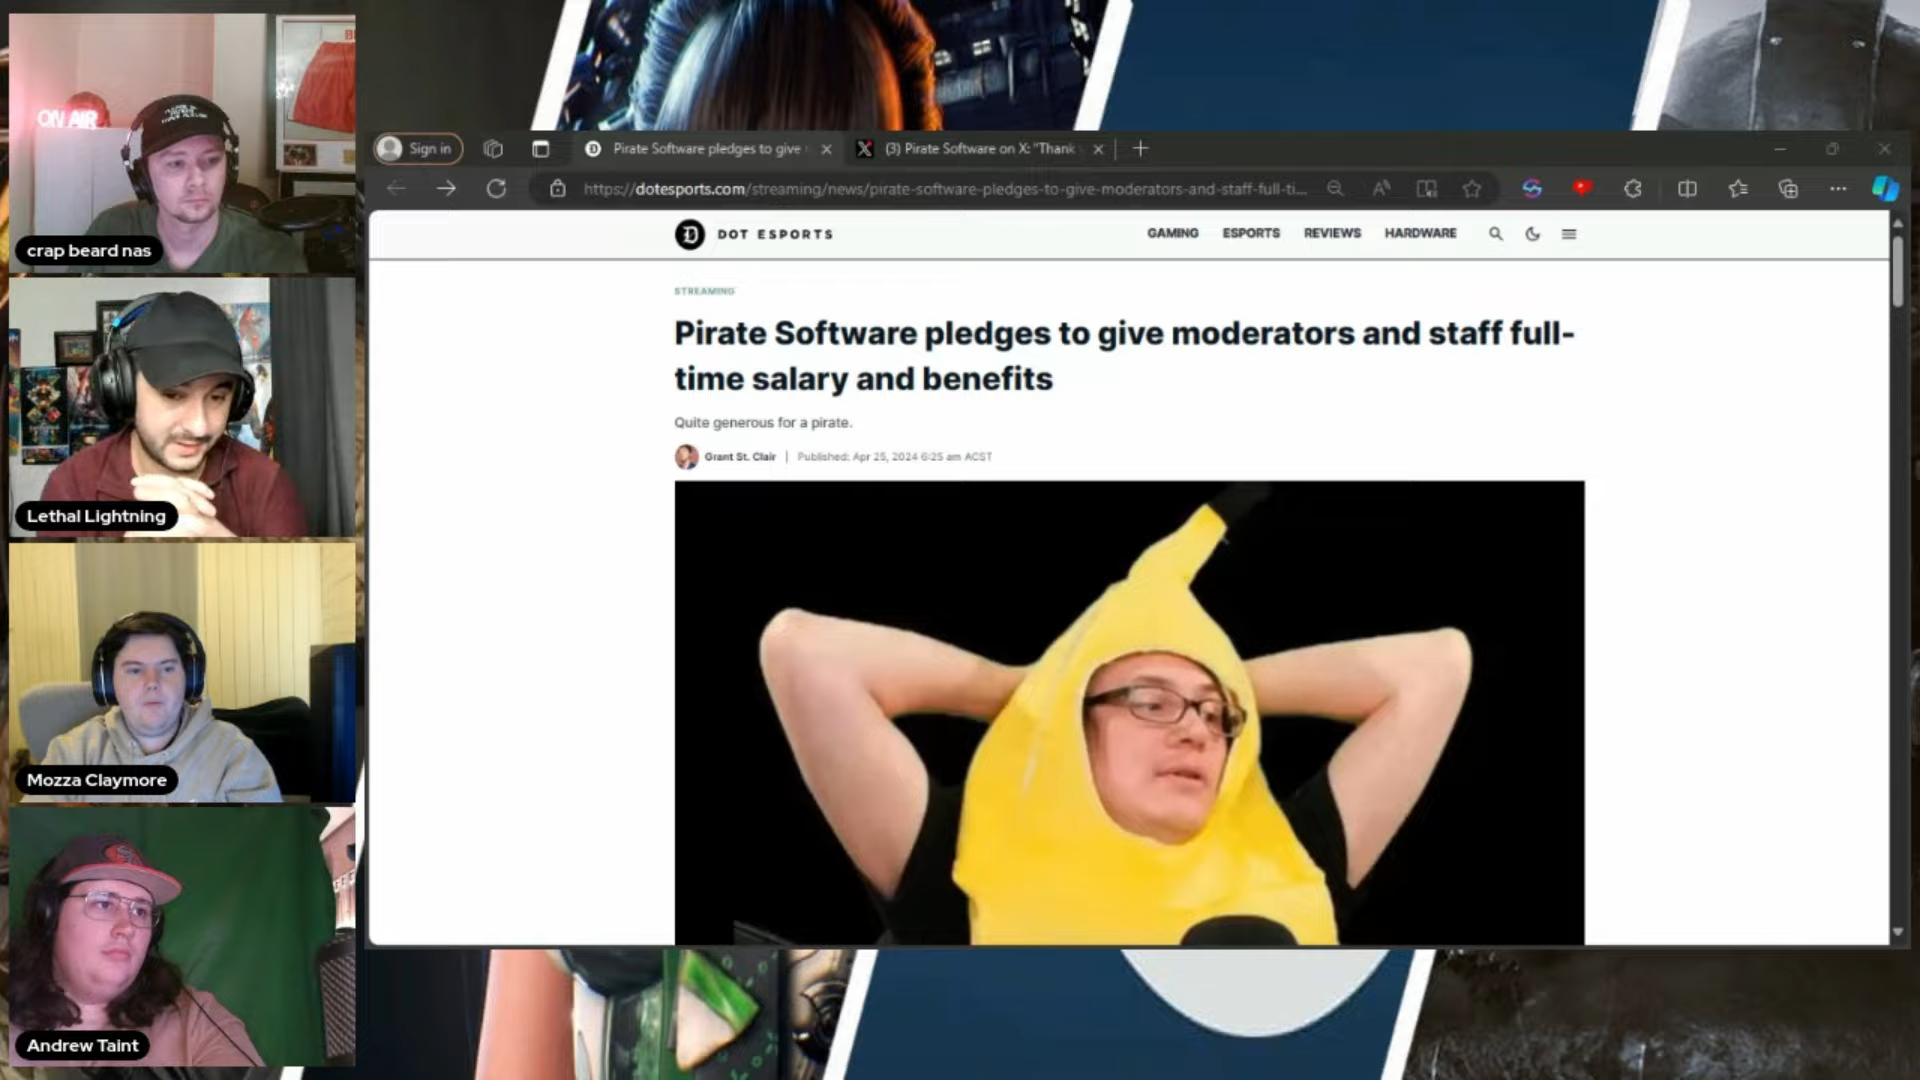 ON AIR
crap beard nas
Lethal Lightning
Mozza Claymore
Andrew Taint
Sign in
Pirate Software pledges to give
(3) Pirate Software on X: "Thank
https://dotesports.com/streaming/news/pirate-software-pledges-to-give-moderators-and-staff-full-ti...
DOT ESPORTS
GAMING
ESPORTS
REVIEWS
HARDWARE
STREAMING
Pirate Software pledges to give moderators and staff full-
time salary and benefits
Quite generous for a pirate.
Grant St. Clair | Published: Apr 25, 2024 6:25 am ACST